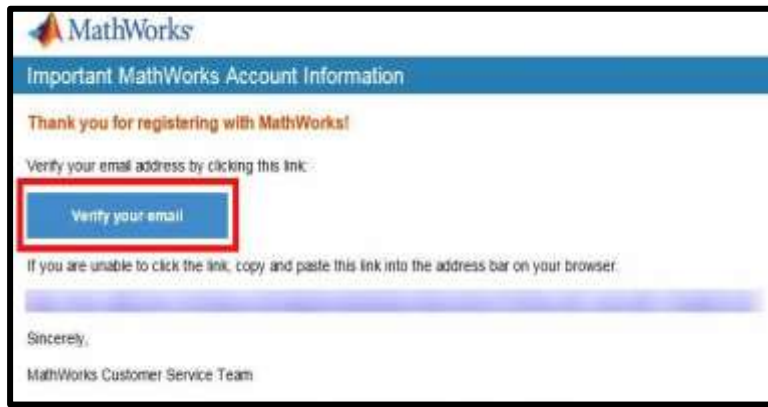 MathWorks
Important MathWorks Account Information
Thank you for registering with MathWorks!
Verify your email address by clicking this link:
Verify your email
If you are unable to click the link, copy and paste this link into the address bar on your browser.
Sincerely,
MathWorks Customer Service Team